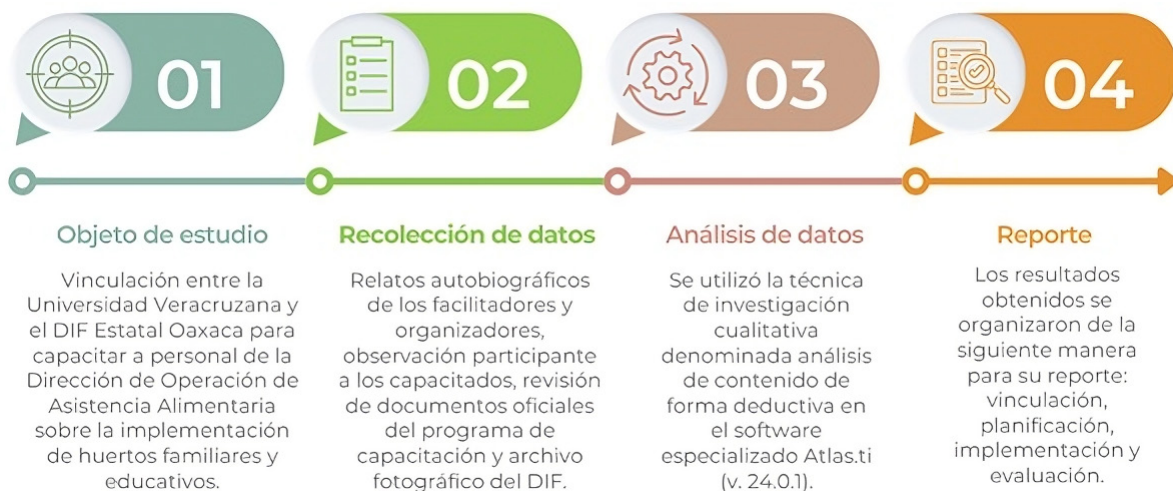 01
02
03
04
Objeto de estudio
Vinculación entre la
Universidad Veracruzana y
el DIF Estatal Oaxaca para
capacitar a personal de la
Dirección de Operación de
Asistencia Alimentaria
sobre la implementación
de huertos familiares y
educativos.
Recolección de datos
Relatos autobiográficos
de los facilitadores y
organizadores,
observación participante
a los capacitados, revisión
de documentos oficiales
del programa de
capacitación y archivo
fotográfico del DIF.
Análisis de datos
Se utilizó la técnica
de investigación
cualitativa
denominada análisis
de contenido de
forma deductiva en
el software
especializado Atlas.ti
(v. 24.0.1).
Reporte
Los resultados
obtenidos se
organizaron de la
siguiente manera
para su reporte:
vinculación,
planificación,
implementación y
evaluación.